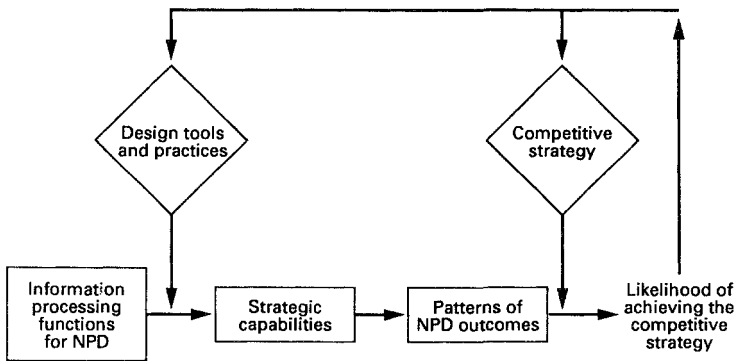 Design tools
and practices
Competitive
strategy
Information
processing
functions
for NPD
Strategic
capabilities
Patterns of
NPD outcomes
Likelihood of
achieving the
competitive
strategy